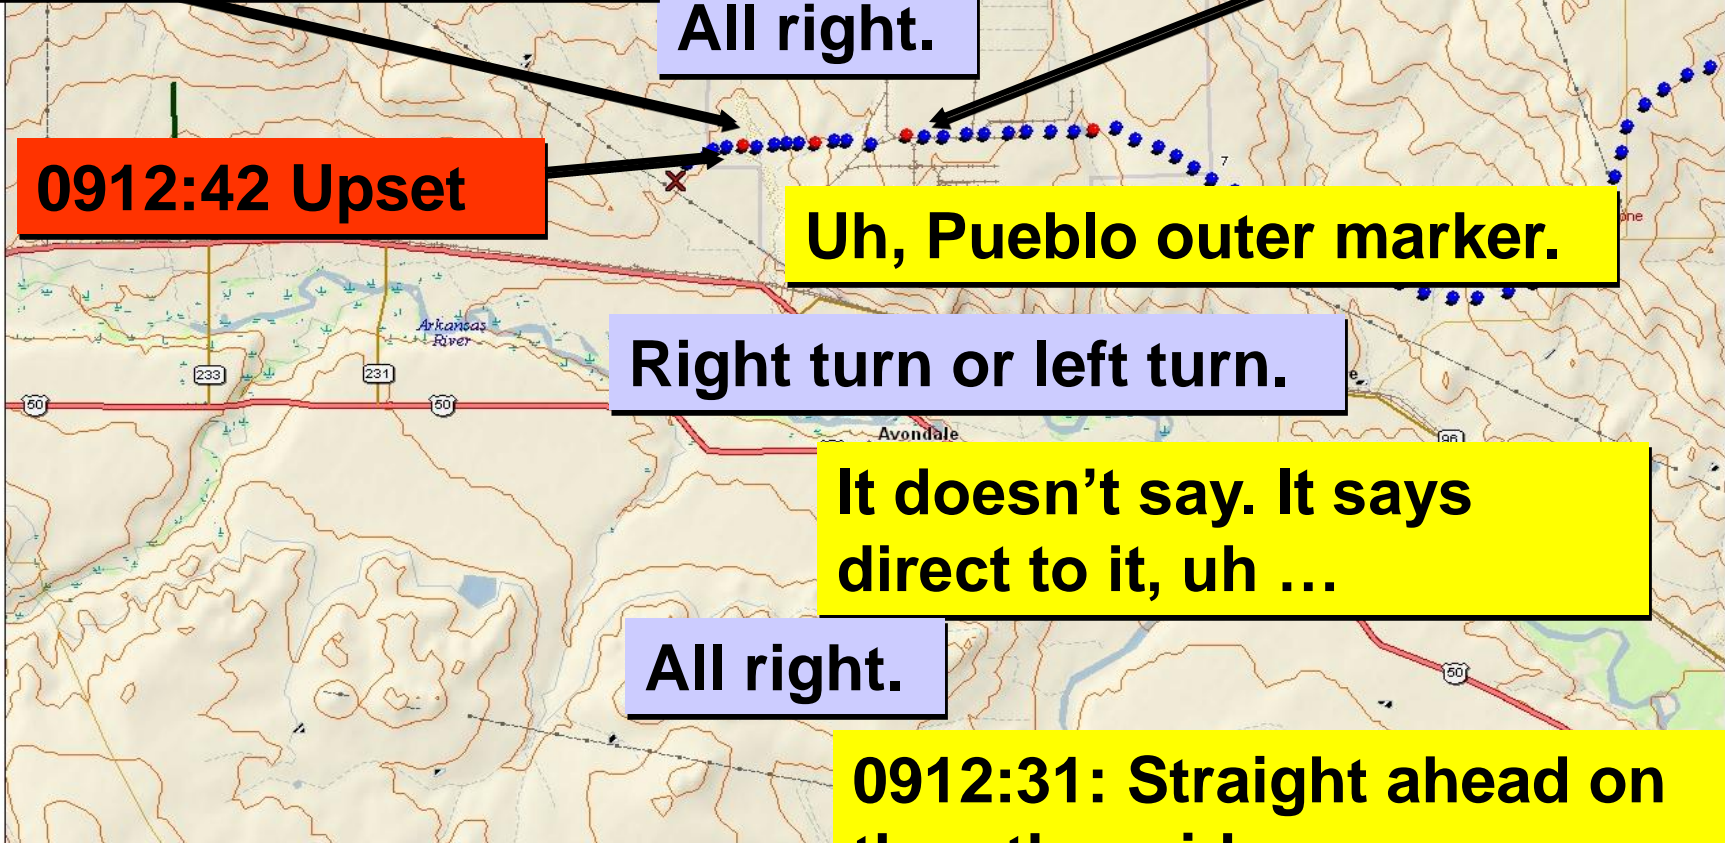 All right.
0912:42 Upset
7
Uh, Pueblo outer marker.
Arkansas
River
Right turn or left turn.
233
231
50
50
Avondale
96
It doesn’t say. It says
direct to it, uh …
All right.
50
0912:31: Straight ahead on